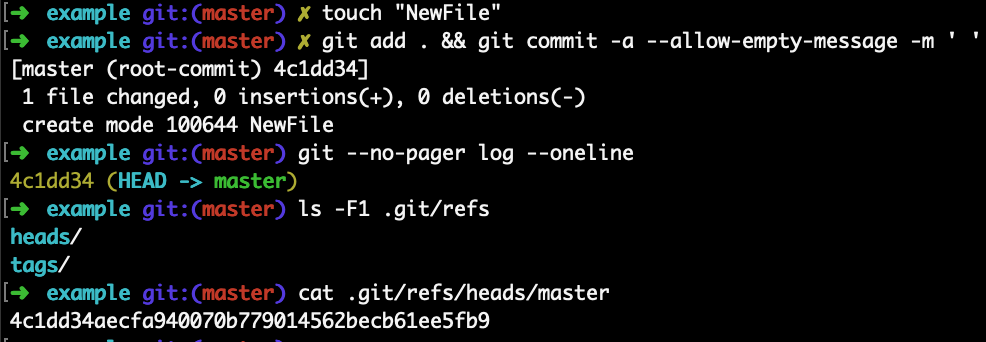 [➜ example git:(master) ✗ touch "NewFile"
[➜ example git:(master) ✗ git add . && git commit -a --allow-empty-message -m ' '
[master (root-commit) 4c1dd34]
1 file changed, 0 insertions(+), 0 deletions(-)
create mode 100644 NewFile
[➜ example git:(master) git --no-pager log --oneline
4c1dd34 (HEAD -> master)
[➜ example git:(master) ls -F1 .git/refs
heads/
tags/
[➜ example git:(master) cat .git/refs/heads/master
4c1dd34aecfa940070b779014562becb61ee5fb9